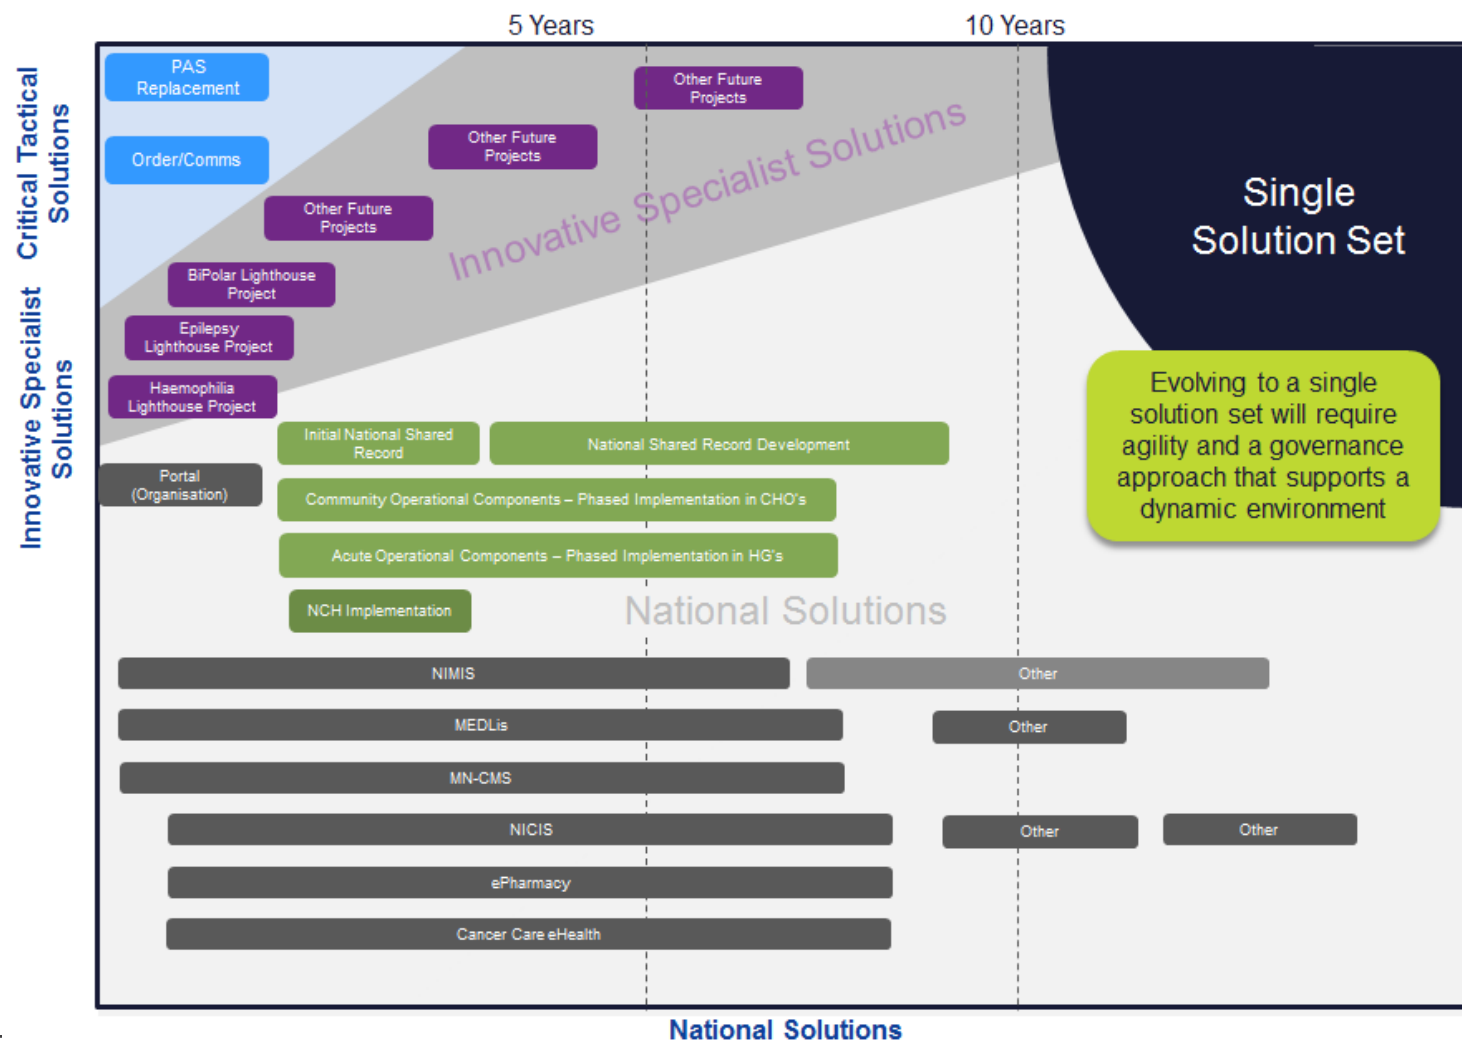 5 Years
10 Years
Critical Tactical
Solutions
Innovative Specialist
Solutions
PAS
Replacement
Order/Comms
Other Future
Projects
Other Future
Projects
Other Future
Projects
BiPolar Lighthouse
Project
Epilepsy
Lighthouse Project
Haemophilia
Lighthouse Project
Innovative Specialist Solutions
Single
Solution Set
Evolving to a single
solution set will require
agility and a governance
approach that supports a
dynamic environment
Initial National Shared
Record
National Shared Record Development
Portal
(Organisation)
Community Operational Components – Phased Implementation in CHO's
Acute Operational Components – Phased Implementation in HG's
NCH Implementation
National Solutions
NIMIS
Other
MEDLis
Other
MN-CMS
NICIS
Other
Other
ePharmacy
Cancer Care eHealth
National Solutions